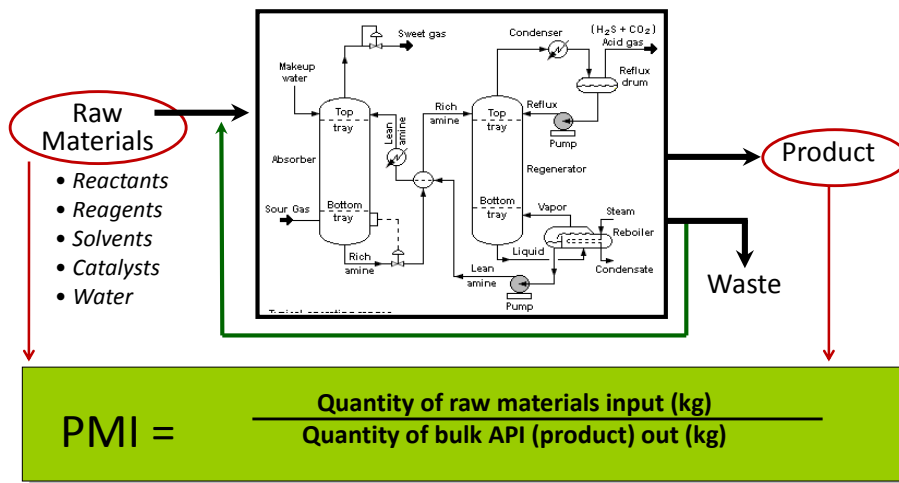 Raw
Materials
• Reactants
• Reagents
• Solvents
• Catalysts
• Water
Sweet gas
Makeup
water
Top
tray
Absorber
Bottom
tray
Sour Gas
Rich
amine
Lean
amine
Rich
amine
Condenser
(H2S + CO2)
Acid gas
Reflux
drum
Reflux
Pump
Top
tray
Regenerator
Bottom
tray
Vapor
Steam
Reboiler
Liquid
Condensate
Lean
amine
Pump
Product
Waste
PMI =
Quantity of raw materials input (kg)
Quantity of bulk API (product) out (kg)